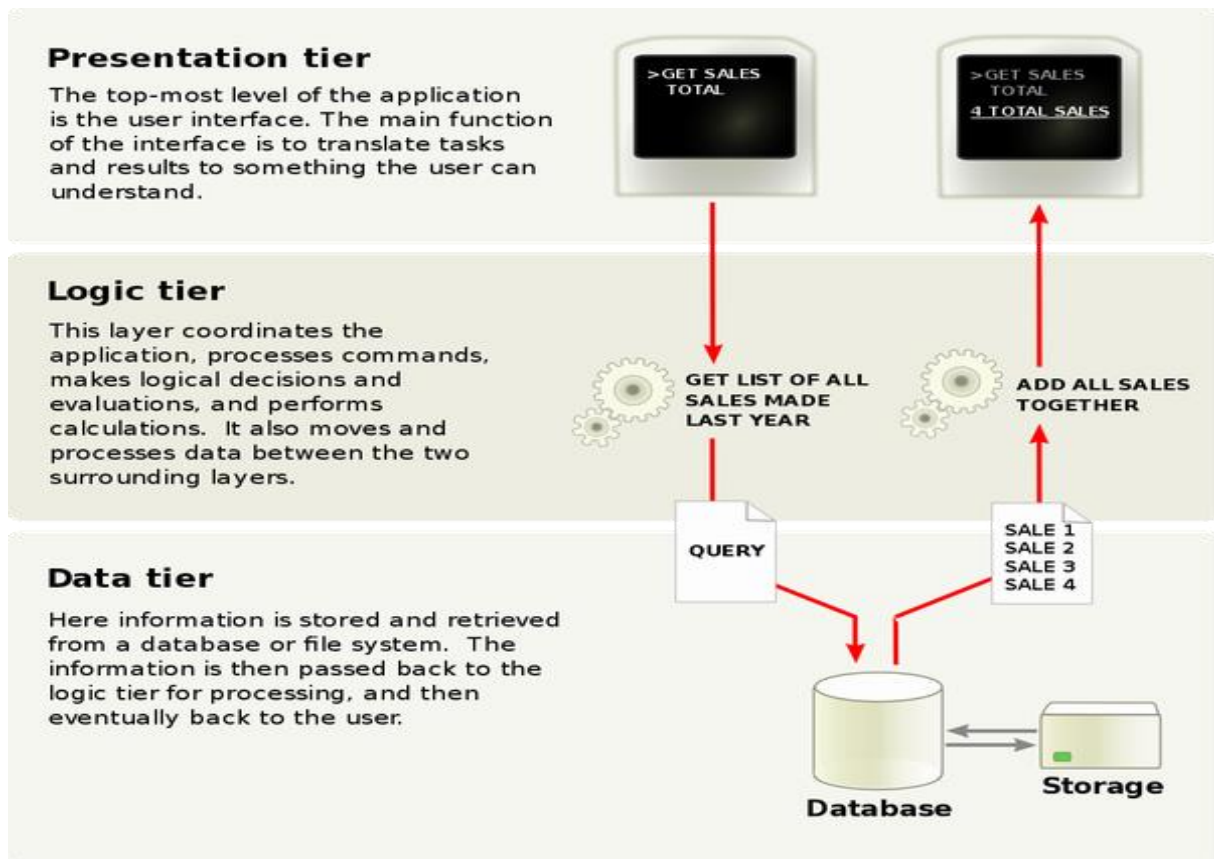 Presentation tier
The top-most level of the application
is the user interface. The main function
of the interface is to translate tasks
and results to something the user can
understand.
>GET SALES
TOTAL
>GET SALES
TOTAL
4 TOTAL SALES
Logic tier
This layer coordinates the
application, processes commands,
makes logical decisions and
evaluations, and performs
calculations. It also moves and
processes data between the two
surrounding layers.
GET LIST OF ALL
SALES MADE
LAST YEAR
ADD ALL SALES
TOGETHER
QUERY
SALE 1
SALE 2
SALE 3
SALE 4
Data tier
Here information is stored and retrieved
from a database or file system. The
information is then passed back to the
logic tier for processing, and then
eventually back to the user.
Database
Storage